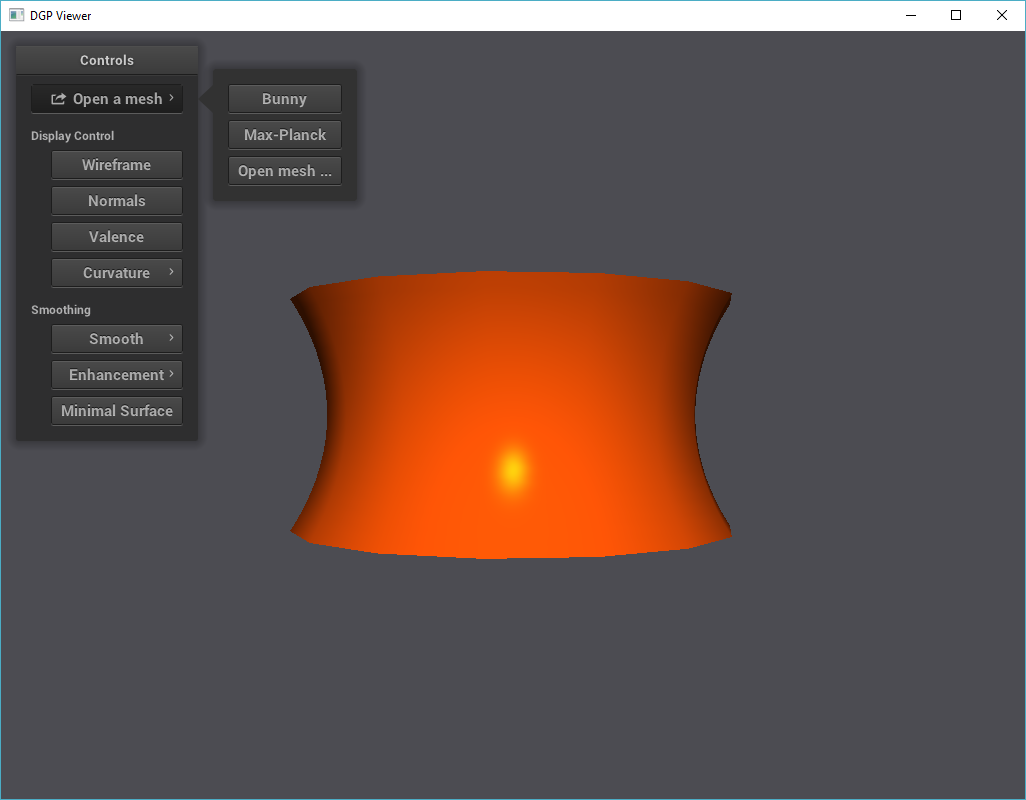 DGP Viewer
Controls
Open a mesh
Display Control
Wireframe
Normals
Valence
Curvature
Smoothing
Smooth
Enhancement
Minimal Surface
Bunny
Max-Planck
Open mesh ...